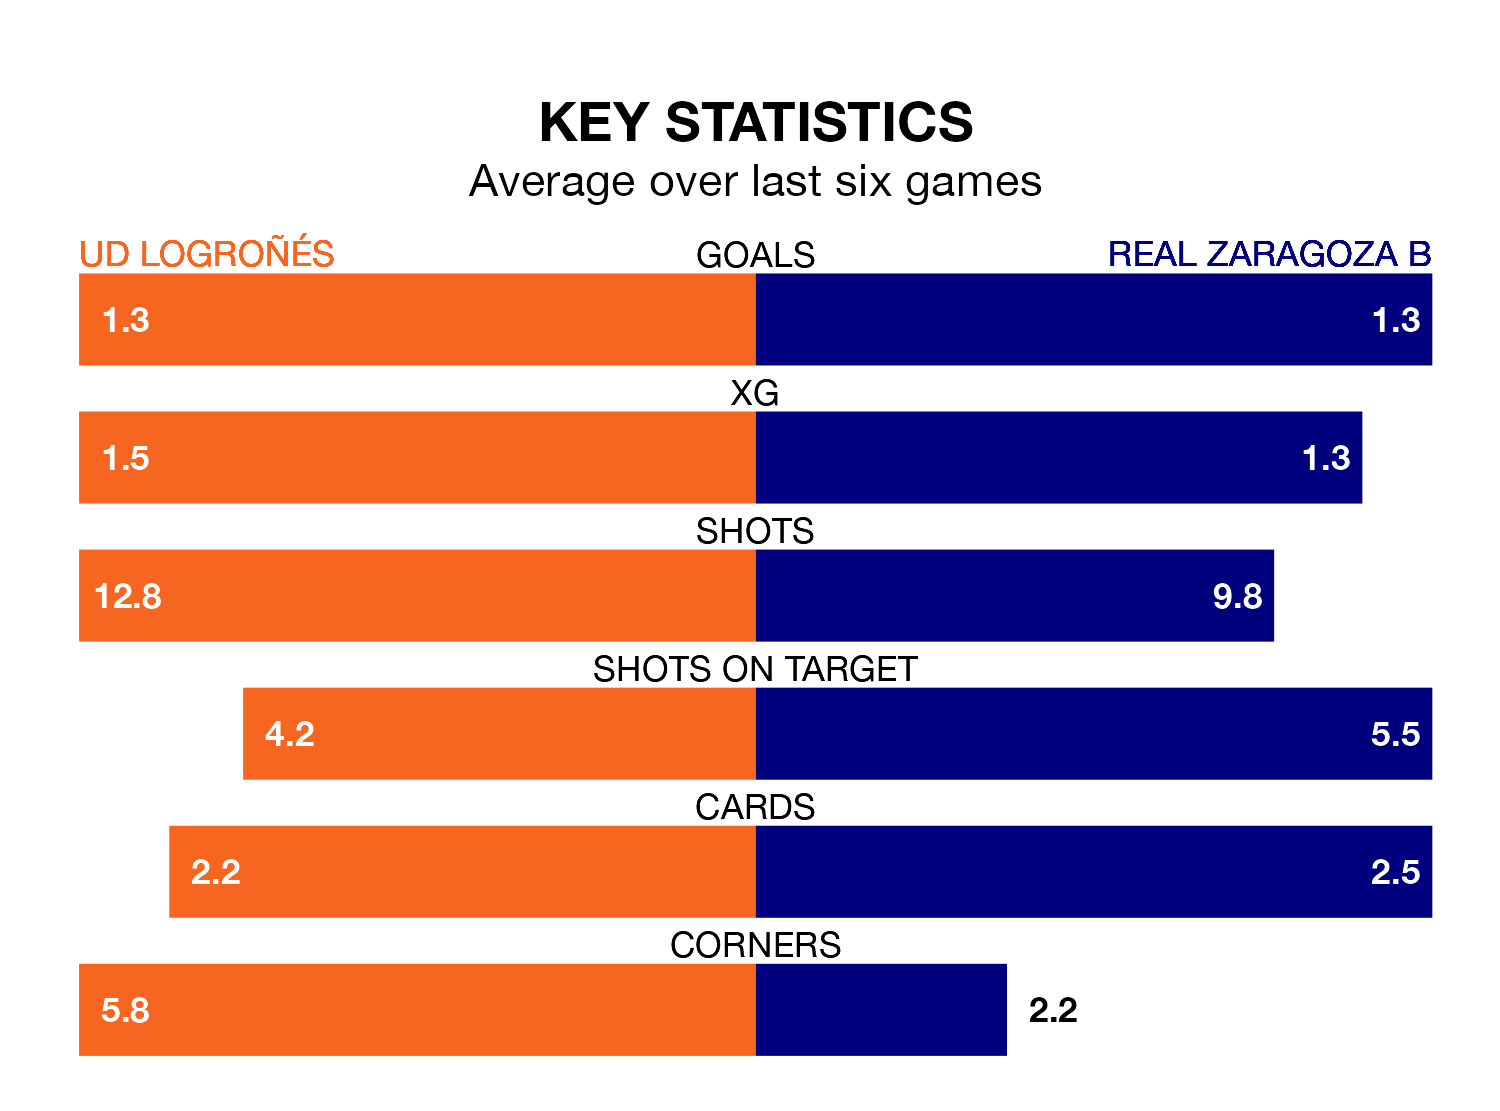 KEY STATISTICS
Average over last six games
UD LOGROÑÉS GOALS REAL ZARAGOZA B
1.3 1.3
XG
1.5 1.3
SHOTS
12.8 9.8
SHOTS ON TARGET
4.2 5.5
CARDS
2.2 2.5
CORNERS
5.8 2.2